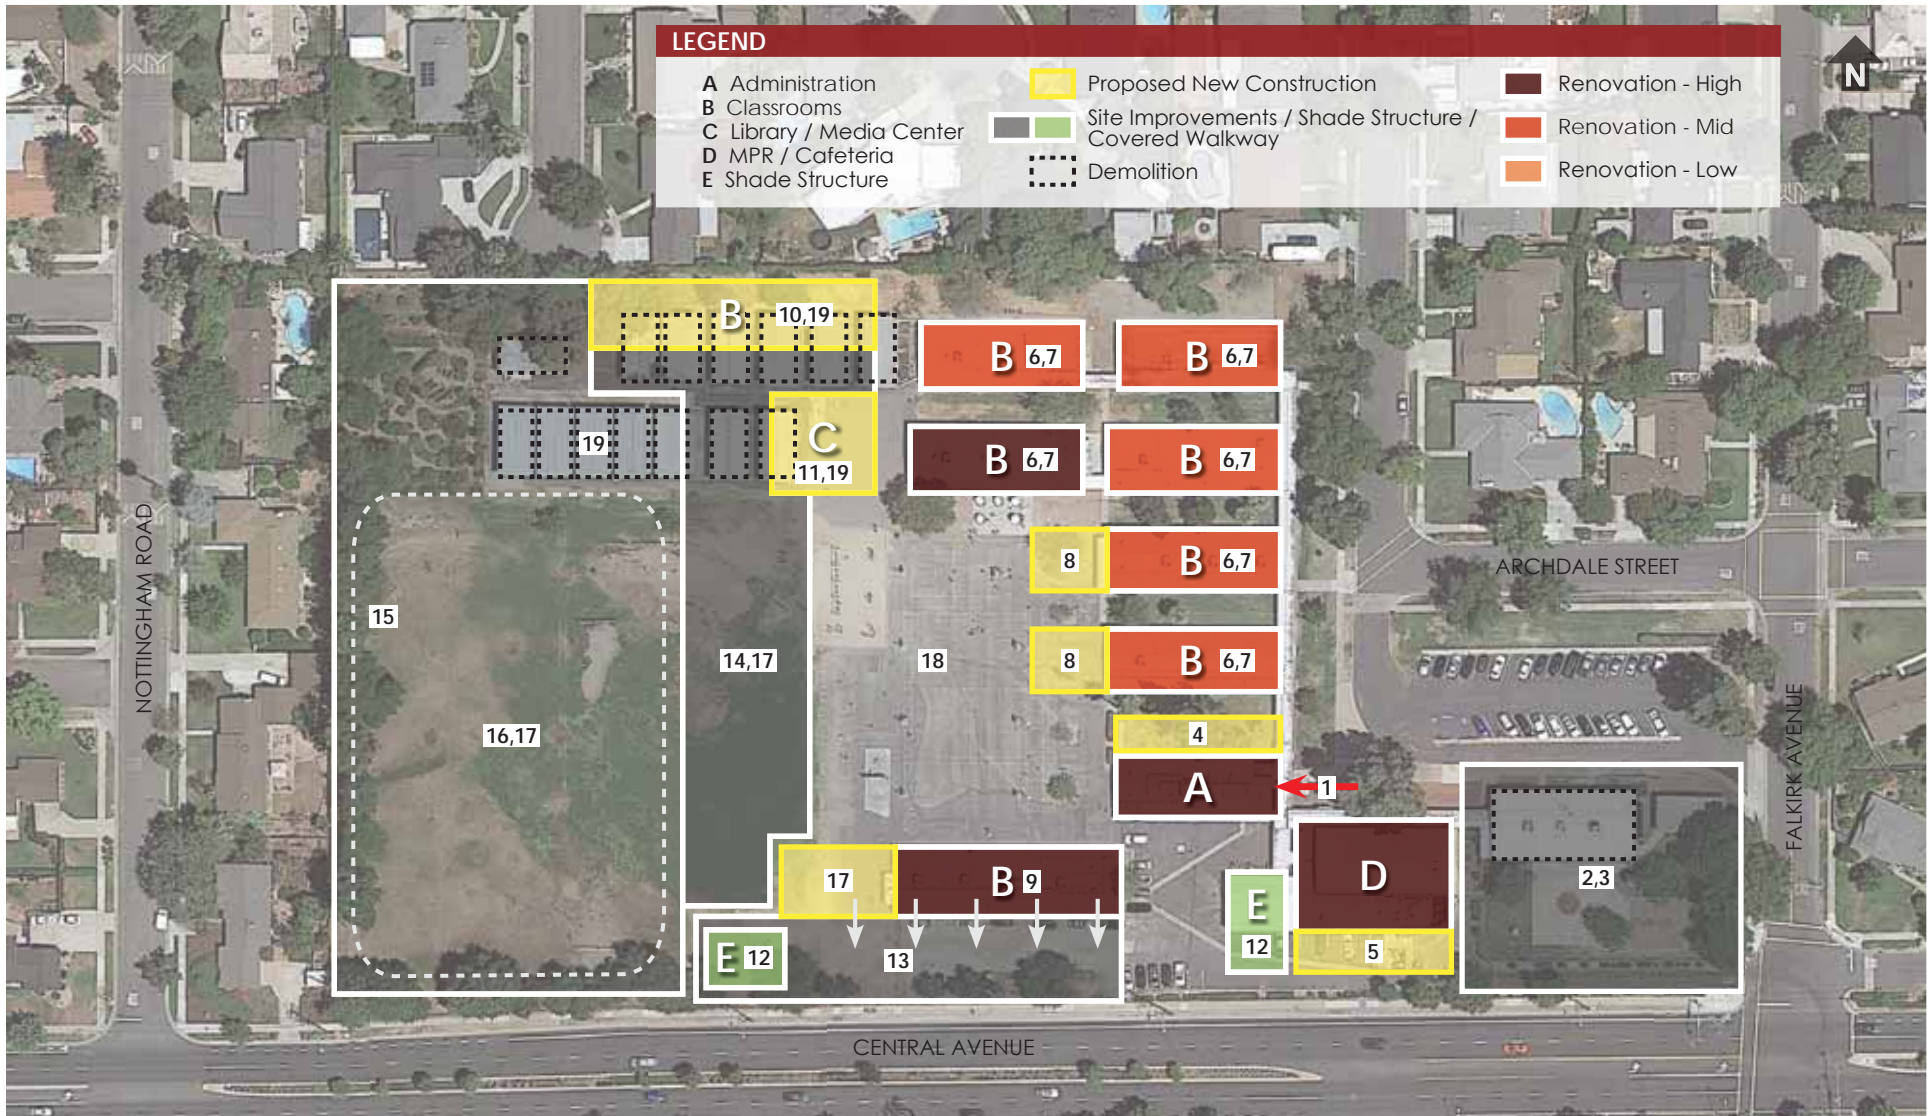 LEGEND
A Administration
B Classrooms
C Library / Media Center
D MPR / Cafeteria
E Shade Structure
Proposed New Construction
Site Improvements / Shade Structure /
Covered Walkway
Demolition
Renovation - High
Renovation - Mid
Renovation - Low
N
B 10,19
B 6,7
B 6,7
19
C
11,19
B 6,7
B 6,7
8
B 6,7
ARCHDALE STREET
NOTTINGHAM ROAD
15
14,17
18
8
B 6,7
16,17
4
A
1
FALKIRK AVENUE
17
B 9
D
2,3
E
12
E 12
13
5
CENTRAL AVENUE